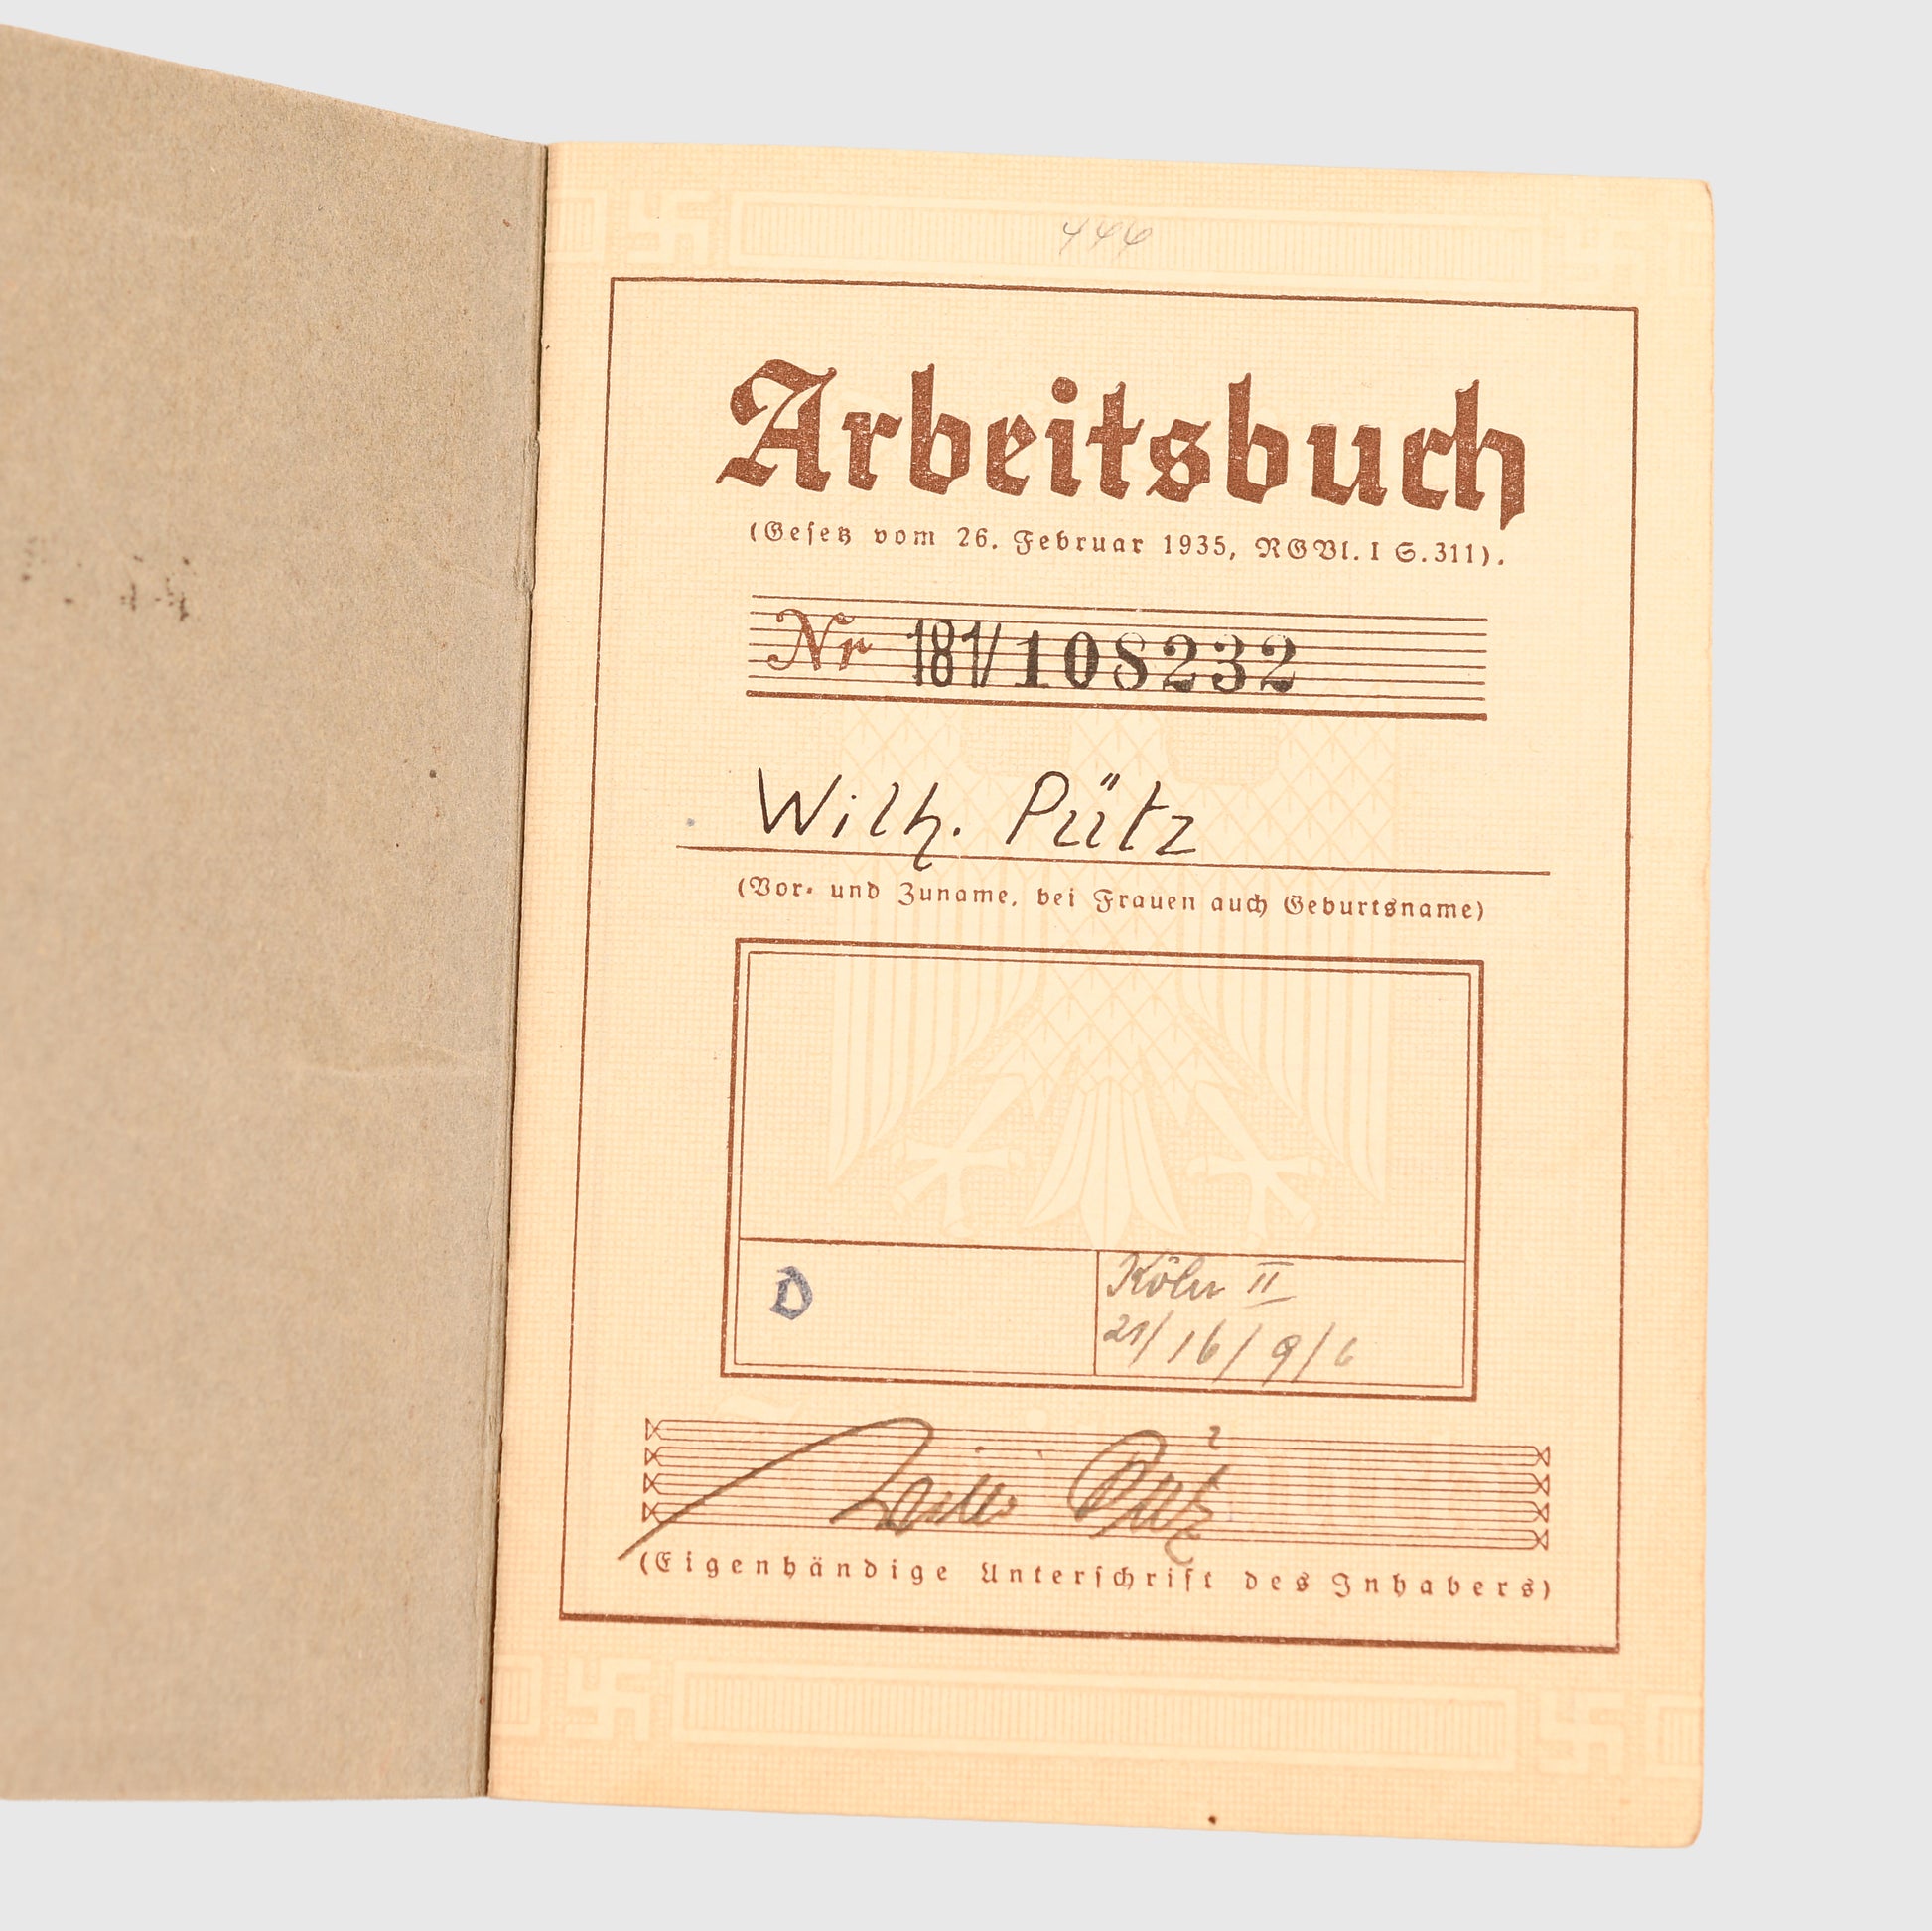 446
Arbeitsbuch
(Gesetz vom 26. Februar 1935, RGBl. I S. 311).
Nr 181/108232
Wilh. Pütz
(Vor- und Zuname, bei Frauen auch Geburtsname)
D
Köln II
21/16/9/6
Pütz
(Eigenhändige Unterschrift des Inhabers)